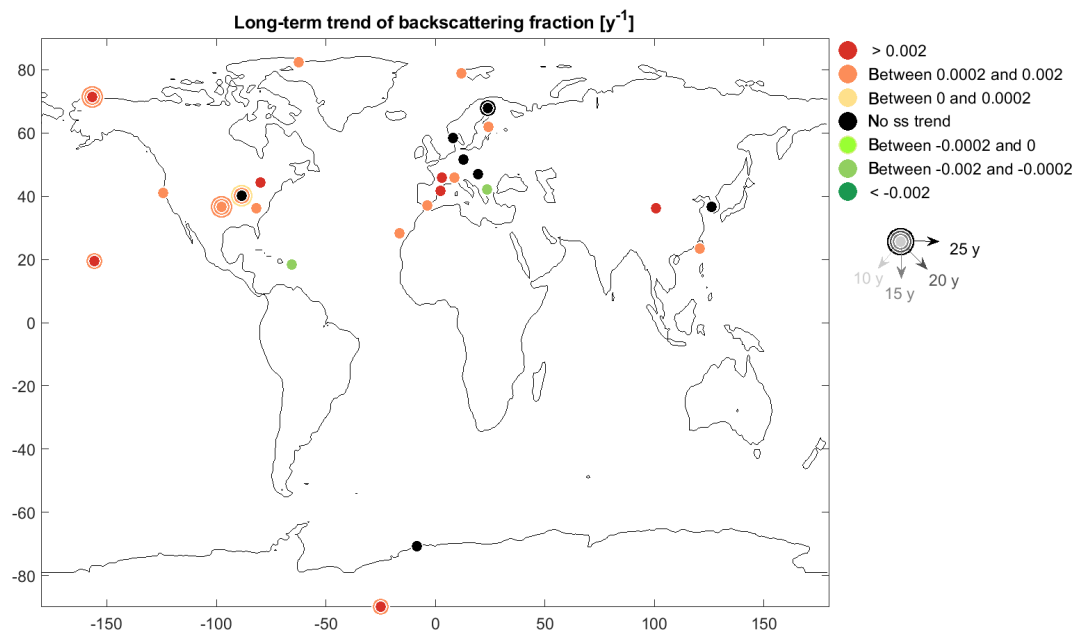 Long-term trend of backscattering fraction [y-1]
80
60
40
20
0
-20
-40
-60
-80
-150
-100
-50
0
50
100
150
> 0.002
Between 0.0002 and 0.002
Between 0 and 0.0002
No ss trend
Between -0.0002 and 0
Between -0.002 and -0.0002
< -0.002
25 y
10 y
20 y
15 y